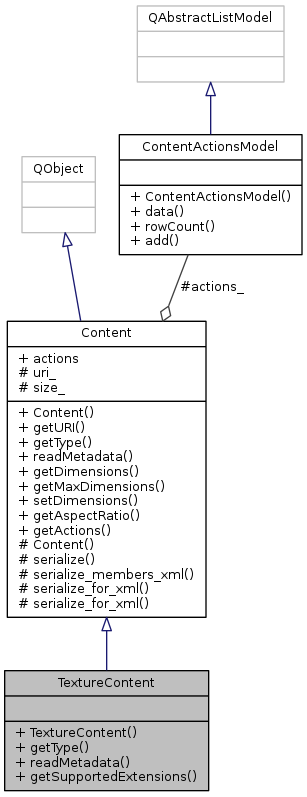 QAbstractListModel
ContentActionsModel
+ ContentActionsModel()
+ data()
+ rowCount()
+ add()
QObject
#actions_
Content
+ actions
# uri_
# size_
+ Content()
+ getURI()
+ getType()
+ readMetadata()
+ getDimensions()
+ getMaxDimensions()
+ setDimensions()
+ getAspectRatio()
+ getActions()
# Content()
# serialize()
# serialize_members_xml()
# serialize_for_xml()
# serialize_for_xml()
TextureContent
+ TextureContent()
+ getType()
+ readMetadata()
+ getSupportedExtensions()